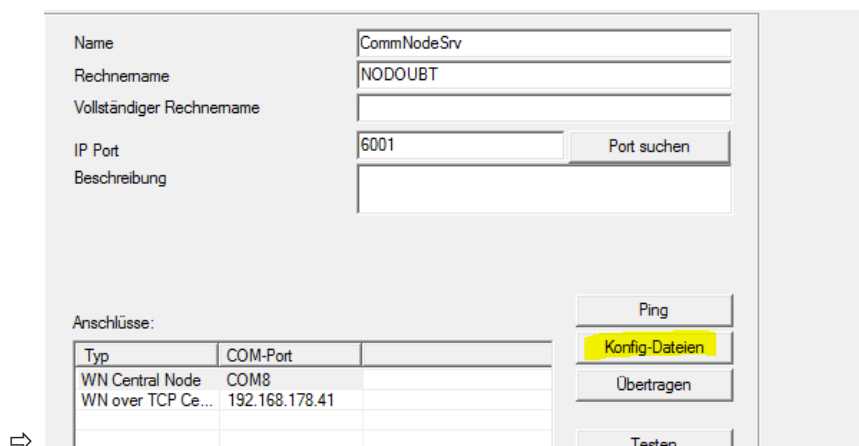 Name CommNodeSrv
Rechnername NODOUBT
Vollständiger Rechnername
IP Port 6001 Port suchen
Beschreibung
Ping
Anschlüsse:
Konfig-Dateien
Typ COM-Port
WN Central Node COM8
Übertragen
WN over TCP Ce... 192.168.178.41
⇨ Testen